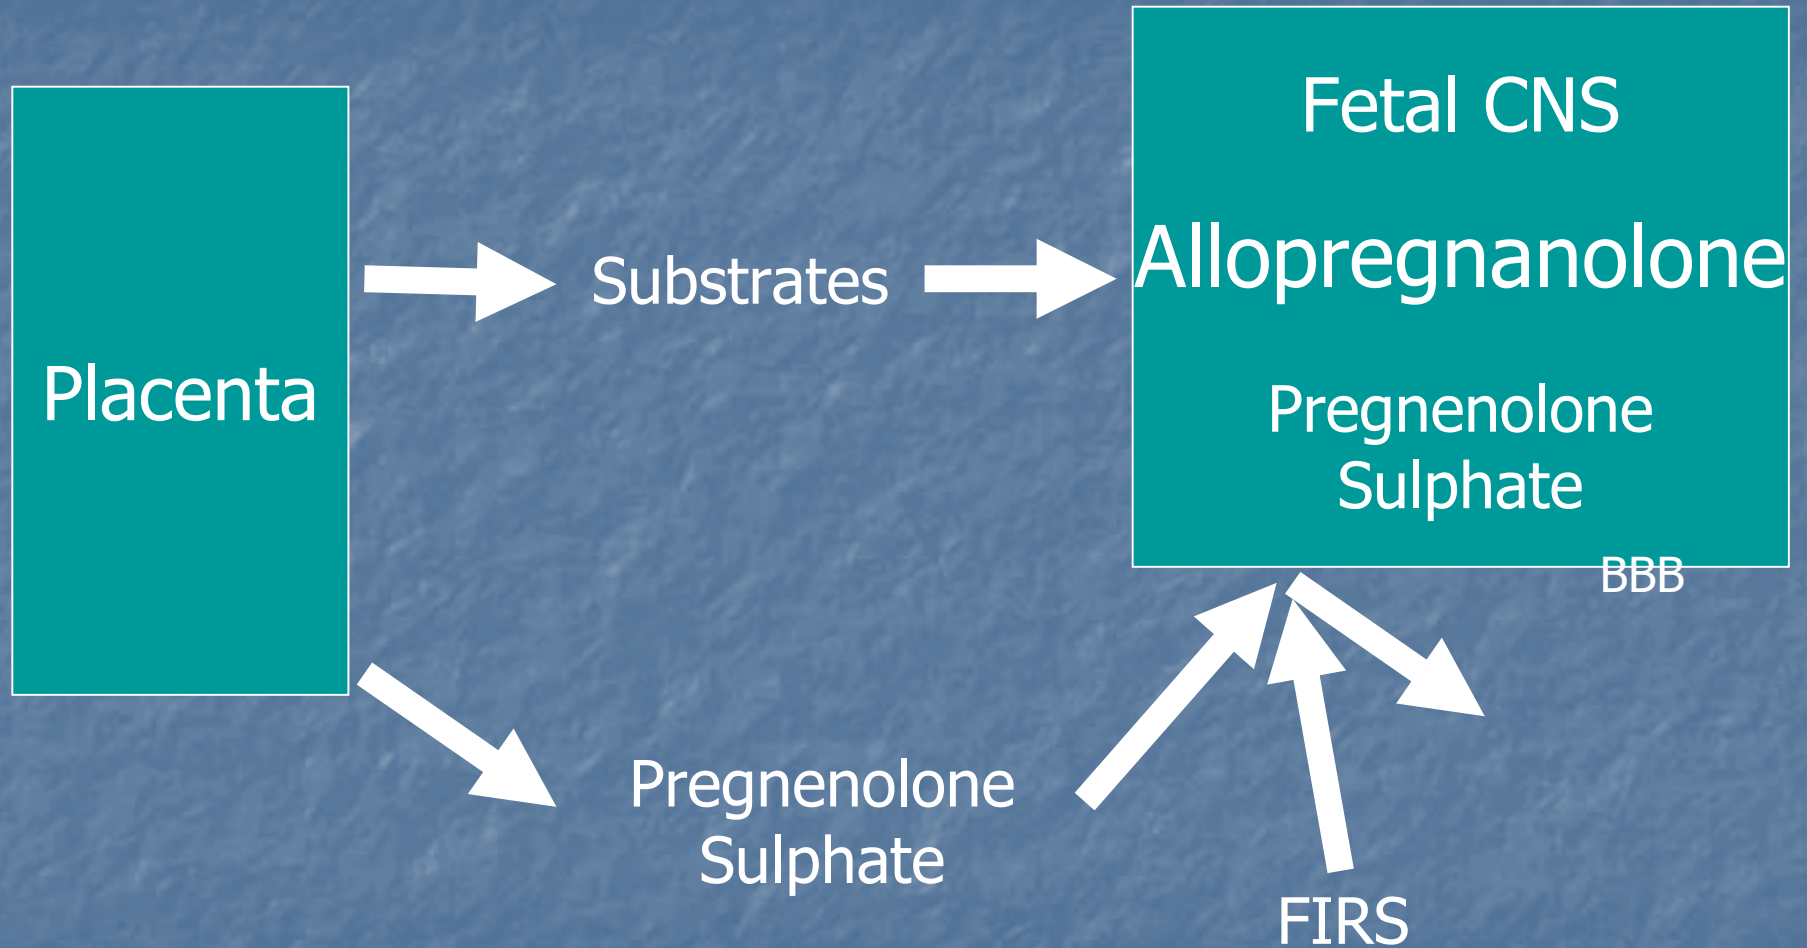 Placenta
Substrates
Fetal CNS
Allopregnanolone
Pregnenolone
Sulphate
BBB
Pregnenolone
Sulphate
FIRS